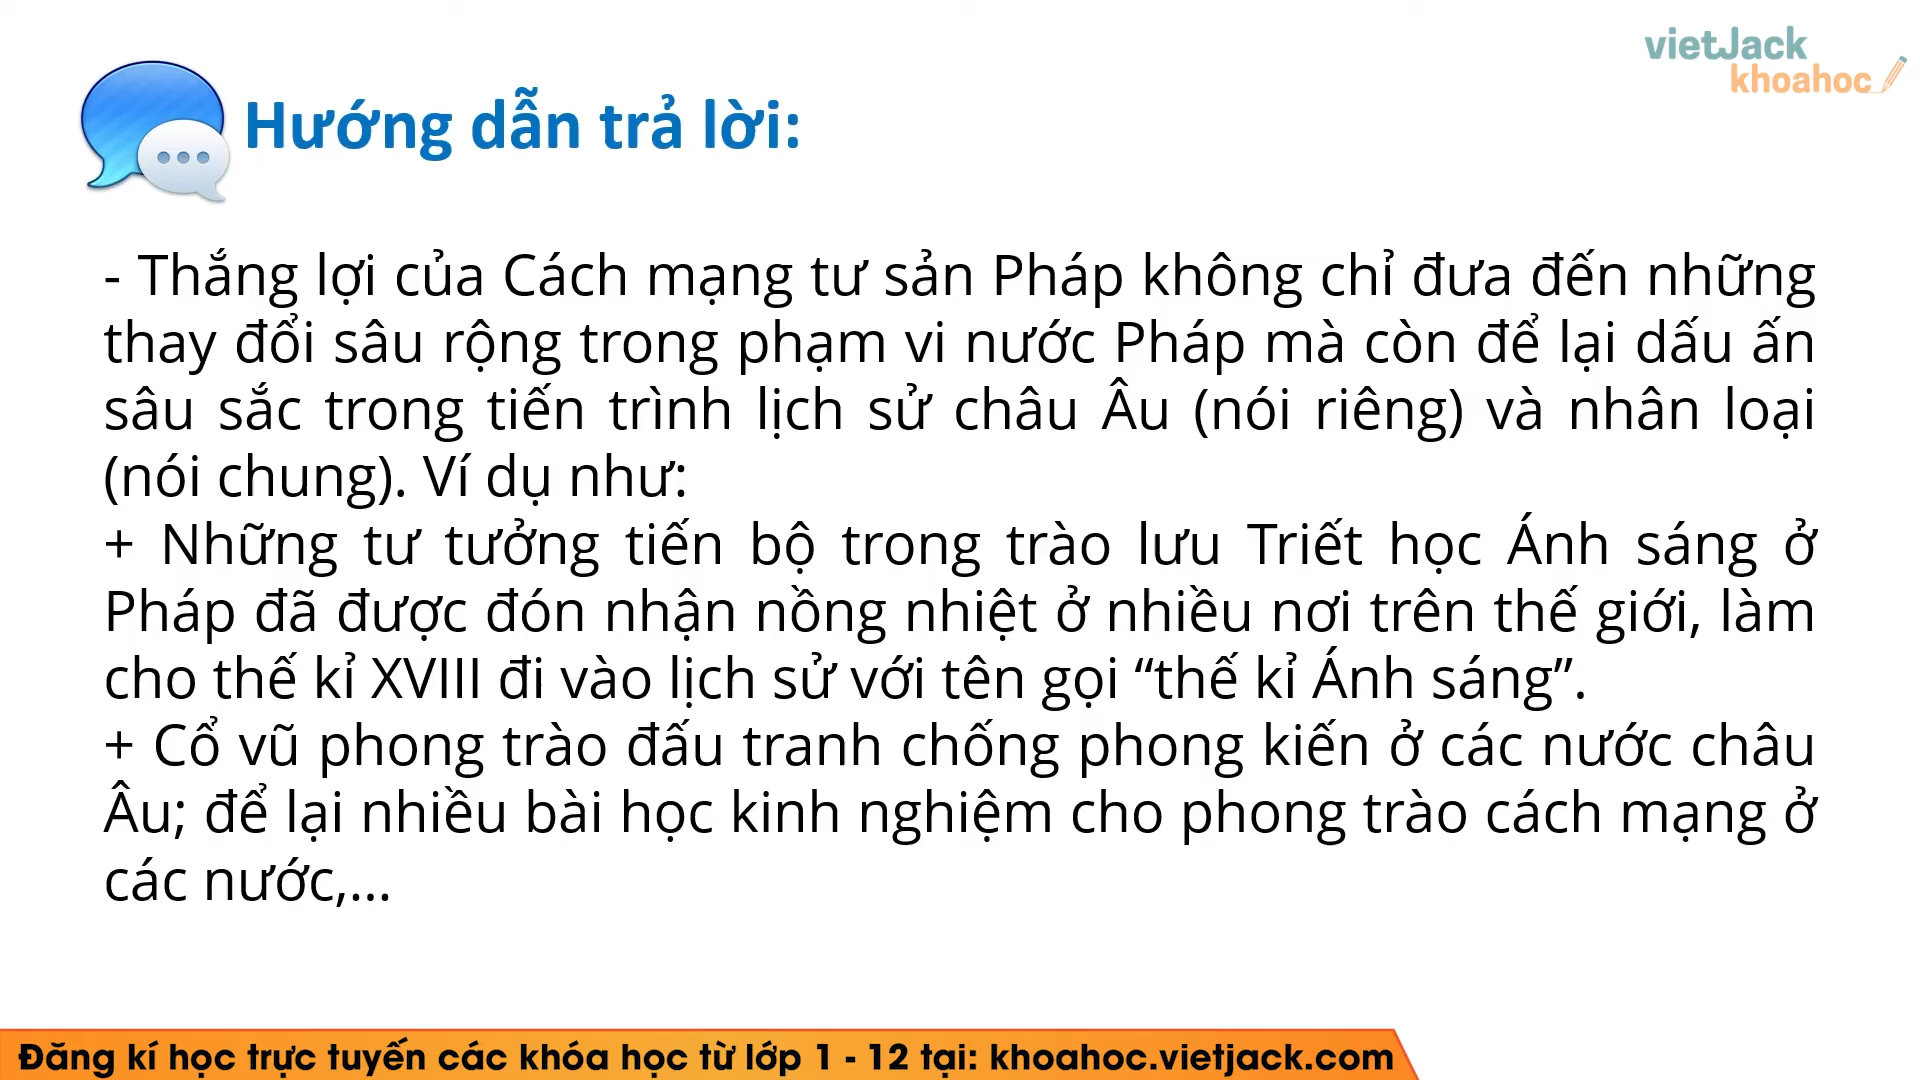 vietJack
khoahoc
Hướng dẫn trả lời:
- Thắng lợi của Cách mạng tư sản Pháp không chỉ đưa đến những
thay đổi sâu rộng trong phạm vi nước Pháp mà còn để lại dấu ấn
sâu sắc trong tiến trình lịch sử châu Âu (nói riêng) và nhân loại
(nói chung). Ví dụ như:
+ Những tư tưởng tiến bộ trong trào lưu Triết học Ánh sáng ở
Pháp đã được đón nhận nồng nhiệt ở nhiều nơi trên thế giới, làm
cho thế kỉ XVIII đi vào lịch sử với tên gọi “thế kỉ Ánh sáng”.
+ Cổ vũ phong trào đấu tranh chống phong kiến ở các nước châu
Âu; để lại nhiều bài học kinh nghiệm cho phong trào cách mạng ở
các nước,...
Đăng kí học trực tuyến các khóa học từ lớp 1 - 12 tại: khoahoc.vietjack.com